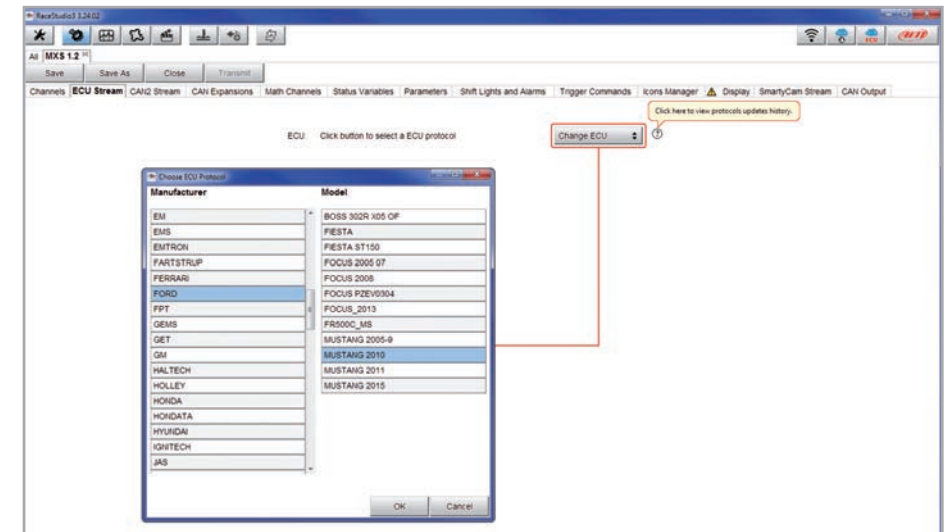 RaceStudio3 3.24.02
ECU
AiM
All MXS 1.2
Save Save As Close Transmit
Channels ECU Stream CAN2 Stream CAN Expansions Math Channels Status Variables Parameters Shift Lights and Alarms Trigger Commands Icons Manager Display SmartyCam Stream CAN Output
Click here to view protocols updates history.
ECU Click button to select a ECU protocol Change ECU ?
Choose ECU Protocol
Manufacturer Model
EM BOSS 302R X05 OF
EMS FIESTA
EMTRON FIESTA ST150
FARTSTRUP FOCUS 2005 07
FERRARI FOCUS 2008
FORD FOCUS PZEV0304
FPT FOCUS_2013
GEMS FR500C_MS
GET MUSTANG 2005-9
GM MUSTANG 2010
HALTECH MUSTANG 2011
HOLLEY MUSTANG 2015
HONDA
HONDATA
HYUNDAI
IGNITECH
JAS
OK Cancel